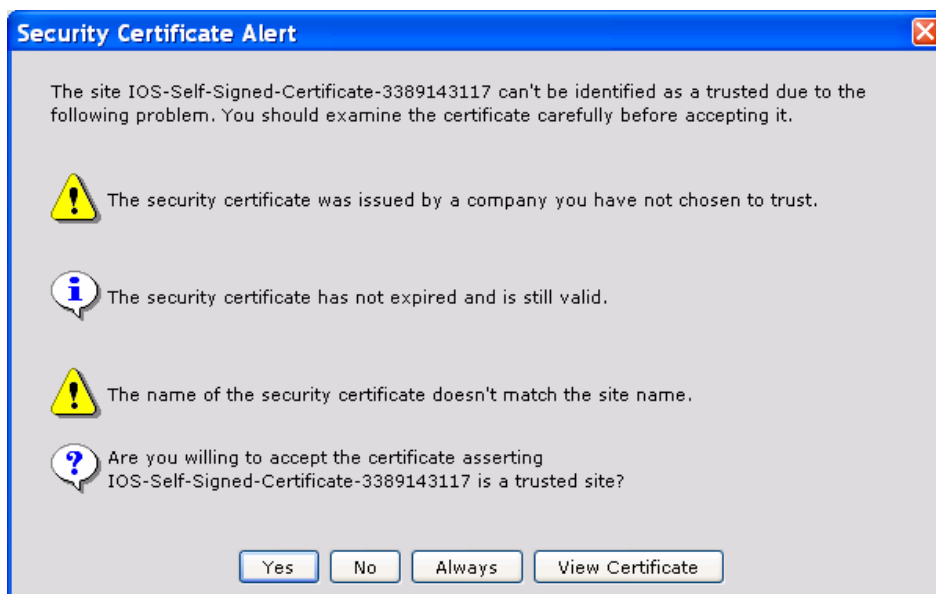 Security Certificate Alert
The site IOS-Self-Signed-Certificate-3389143117 can't be identified as a trusted due to the
following problem. You should examine the certificate carefully before accepting it.
The security certificate was issued by a company you have not chosen to trust.
The security certificate has not expired and is still valid.
The name of the security certificate doesn't match the site name.
Are you willing to accept the certificate asserting
IOS-Self-Signed-Certificate-3389143117 is a trusted site?
Yes No Always View Certificate